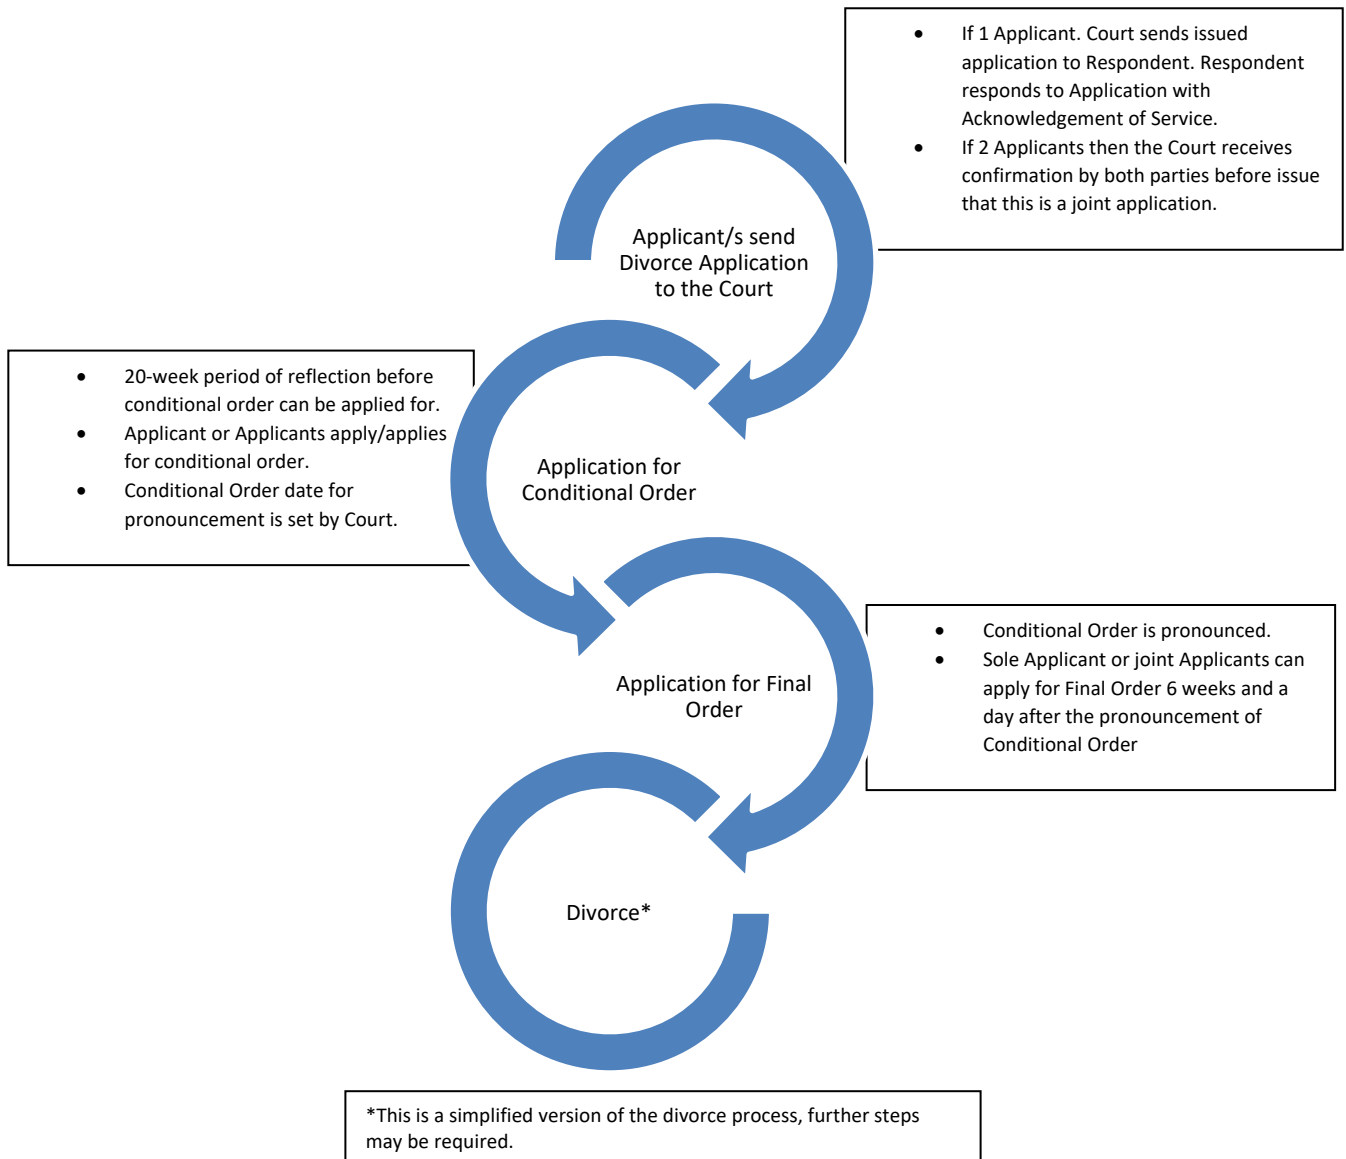 • If 1 Applicant. Court sends issued
application to Respondent. Respondent
responds to Application with
Acknowledgement of Service.
• If 2 Applicants then the Court receives
confirmation by both parties before issue
that this is a joint application.
Applicant/s send
Divorce Application
to the Court
• 20-week period of reflection before
conditional order can be applied for.
• Applicant or Applicants apply/applies
for conditional order.
• Conditional Order date for
pronouncement is set by Court.
Application for
Conditional Order
• Conditional Order is pronounced.
• Sole Applicant or joint Applicants can
apply for Final Order 6 weeks and a
day after the pronouncement of
Conditional Order
Application for Final
Order
Divorce*
*This is a simplified version of the divorce process, further steps
may be required.